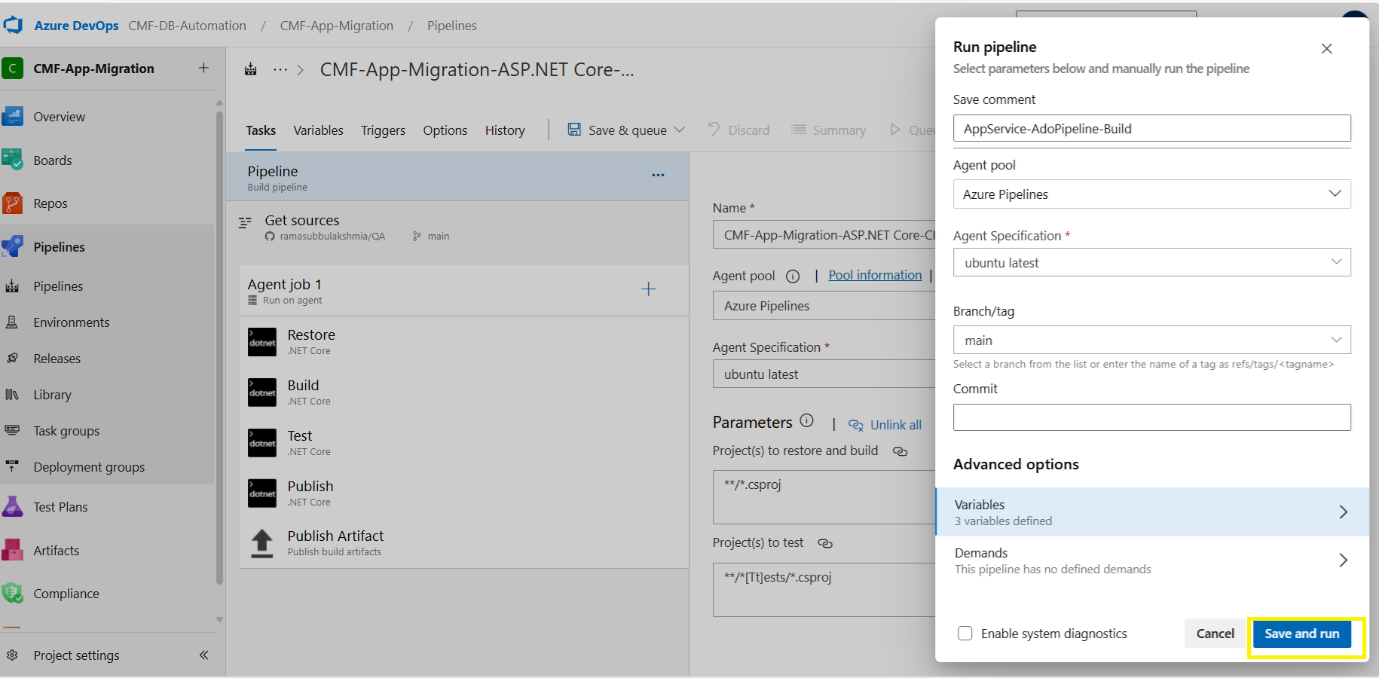 Azure DevOps CMF-DB-Automation / CMF-App-Migration / Pipelines
C CMF-App-Migration +
Overview
Boards
Repos
Pipelines
Pipelines
Environments
Releases
Library
Task groups
Deployment groups
Test Plans
Artifacts
Compliance
Project settings
··· > CMF-App-Migration-ASP.NET Core-...
Tasks Variables Triggers Options History Save & queue Discard Summary
Pipeline
Build pipeline
Get sources
ramasubbulakshmia/QA main
Agent job 1
Run on agent
Restore
dotnet .NET Core
Build
dotnet .NET Core
Test
dotnet .NET Core
Publish
dotnet .NET Core
Publish Artifact
Publish build artifacts
Name *
CMF-App-Migration-ASP.NET Core-CI
Agent pool | Pool information |
Azure Pipelines
Agent Specification *
ubuntu latest
Parameters | Unlink all
Project(s) to restore and build
**/*.csproj
Project(s) to test
**/*[Tt]ests/*.csproj
Run pipeline
Select parameters below and manually run the pipeline
Save comment
AppService-AdoPipeline-Build
Agent pool
Azure Pipelines
Agent Specification *
ubuntu latest
Branch/tag
main
Select a branch from the list or enter the name of a tag as refs/tags/<tagname>
Commit
Advanced options
Variables
3 variables defined
Demands
This pipeline has no defined demands
Enable system diagnostics Cancel Save and run